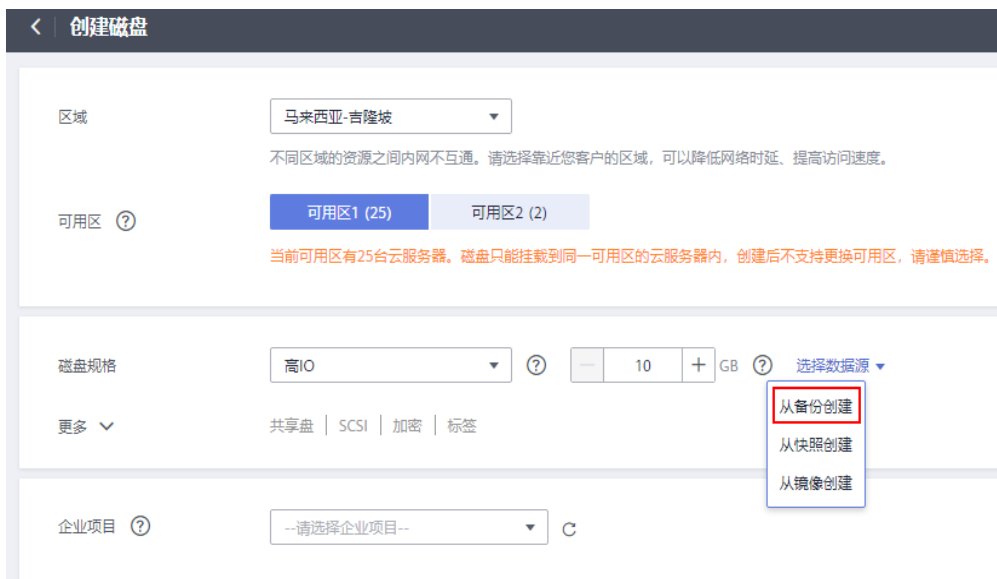 创建磁盘
区域
马来西亚-吉隆坡
不同区域的资源之间内网不互通。请选择靠近您客户的区域，可以降低网络时延、提高访问速度。
可用区 ?
可用区1 (25) 可用区2 (2)
当前可用区有25台云服务器。磁盘只能挂载到同一可用区的云服务器内，创建后不支持更换可用区，请谨慎选择。
磁盘规格 高IO ? 10 GB ? 选择数据源
从备份创建
从快照创建
从镜像创建
更多 共享盘 | SCSI | 加密 | 标签
企业项目 ? --请选择企业项目--